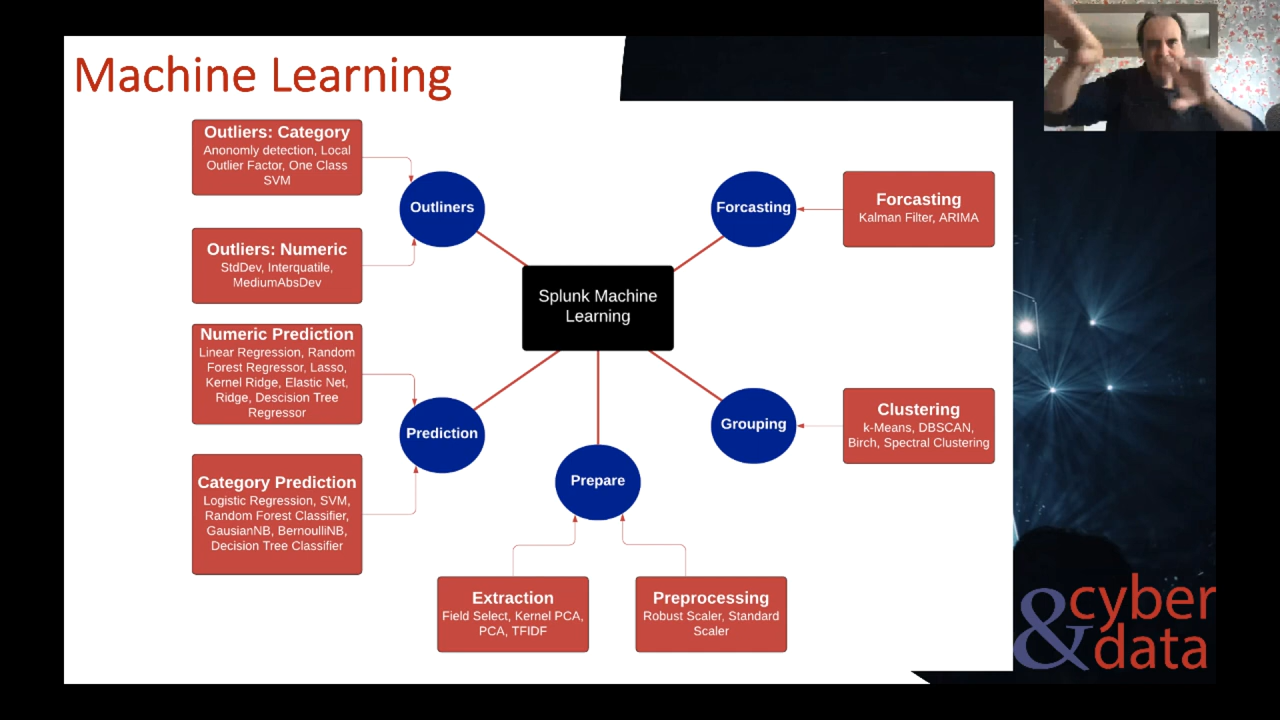 Machine Learning
Outliers: Category
Anonomly detection, Local
Outlier Factor, One Class
SVM
Outliners
Outliers: Numeric
StdDev, Interquatile,
MediumAbsDev
Numeric Prediction
Linear Regression, Random
Forest Regressor, Lasso,
Kernel Ridge, Elastic Net,
Ridge, Descision Tree
Regressor
Prediction
Category Prediction
Logistic Regression, SVM,
Random Forest Classifier,
GausianNB, BernoulliNB,
Decision Tree Classifier
Splunk Machine
Learning
Forcasting
Forcasting
Kalman Filter, ARIMA
Grouping
Clustering
k-Means, DBSCAN,
Birch, Spectral Clustering
Prepare
Extraction
Field Select, Kernel PCA,
PCA, TFIDF
Preprocessing
Robust Scaler, Standard
Scaler
cyber
&data